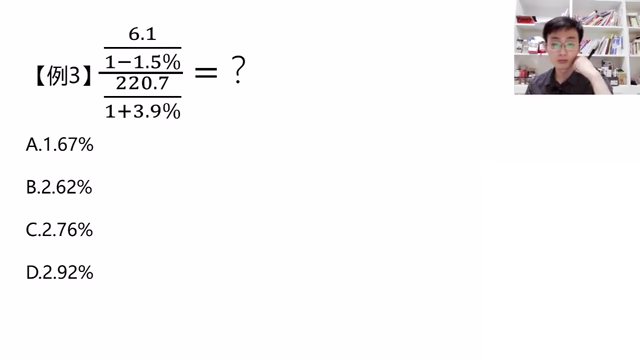 【例3】 6.1/(1−1.5%) / 220.7/(1+3.9%) = ?
A.1.67%
B.2.62%
C.2.76%
D.2.92%